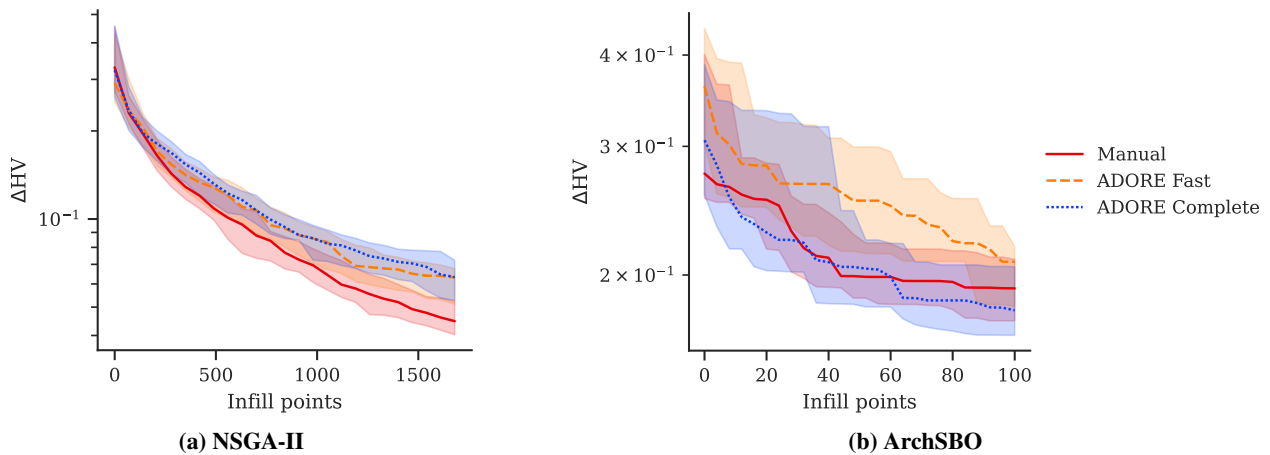 ΔHV
10⁻¹
0
500
1000
1500
Infill points
(a) NSGA-II
ΔHV
4 × 10⁻¹
3 × 10⁻¹
2 × 10⁻¹
0
20
40
60
80
100
Infill points
(b) ArchSBO
Manual
ADORE Fast
ADORE Complete